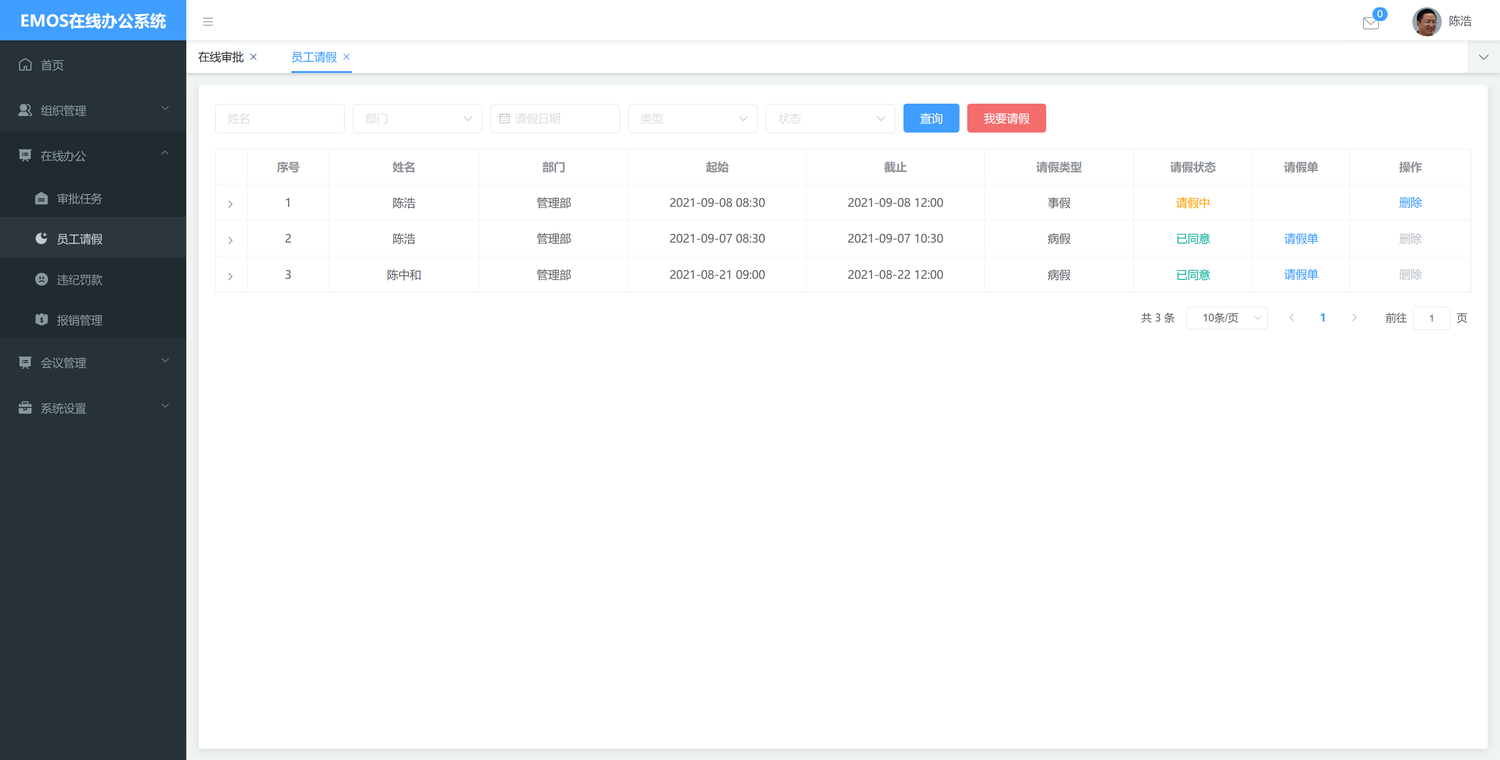 EMOS在线办公系统
0
陈浩
首页
组织管理
在线办公
审批任务
员工请假
违纪罚款
报销管理
会议管理
系统设置
在线审批
员工请假
姓名
部门
请假日期
类型
状态
查询
我要请假
序号 姓名 部门 起始 截止 请假类型 请假状态 请假单 操作
1 陈浩 管理部 2021-09-08 08:30 2021-09-08 12:00 事假 请假中 删除
2 陈浩 管理部 2021-09-07 08:30 2021-09-07 10:30 病假 已同意 请假单 删除
3 陈中和 管理部 2021-08-21 09:00 2021-08-22 12:00 病假 已同意 请假单 删除
共 3 条 10条/页 1 前往 1 页